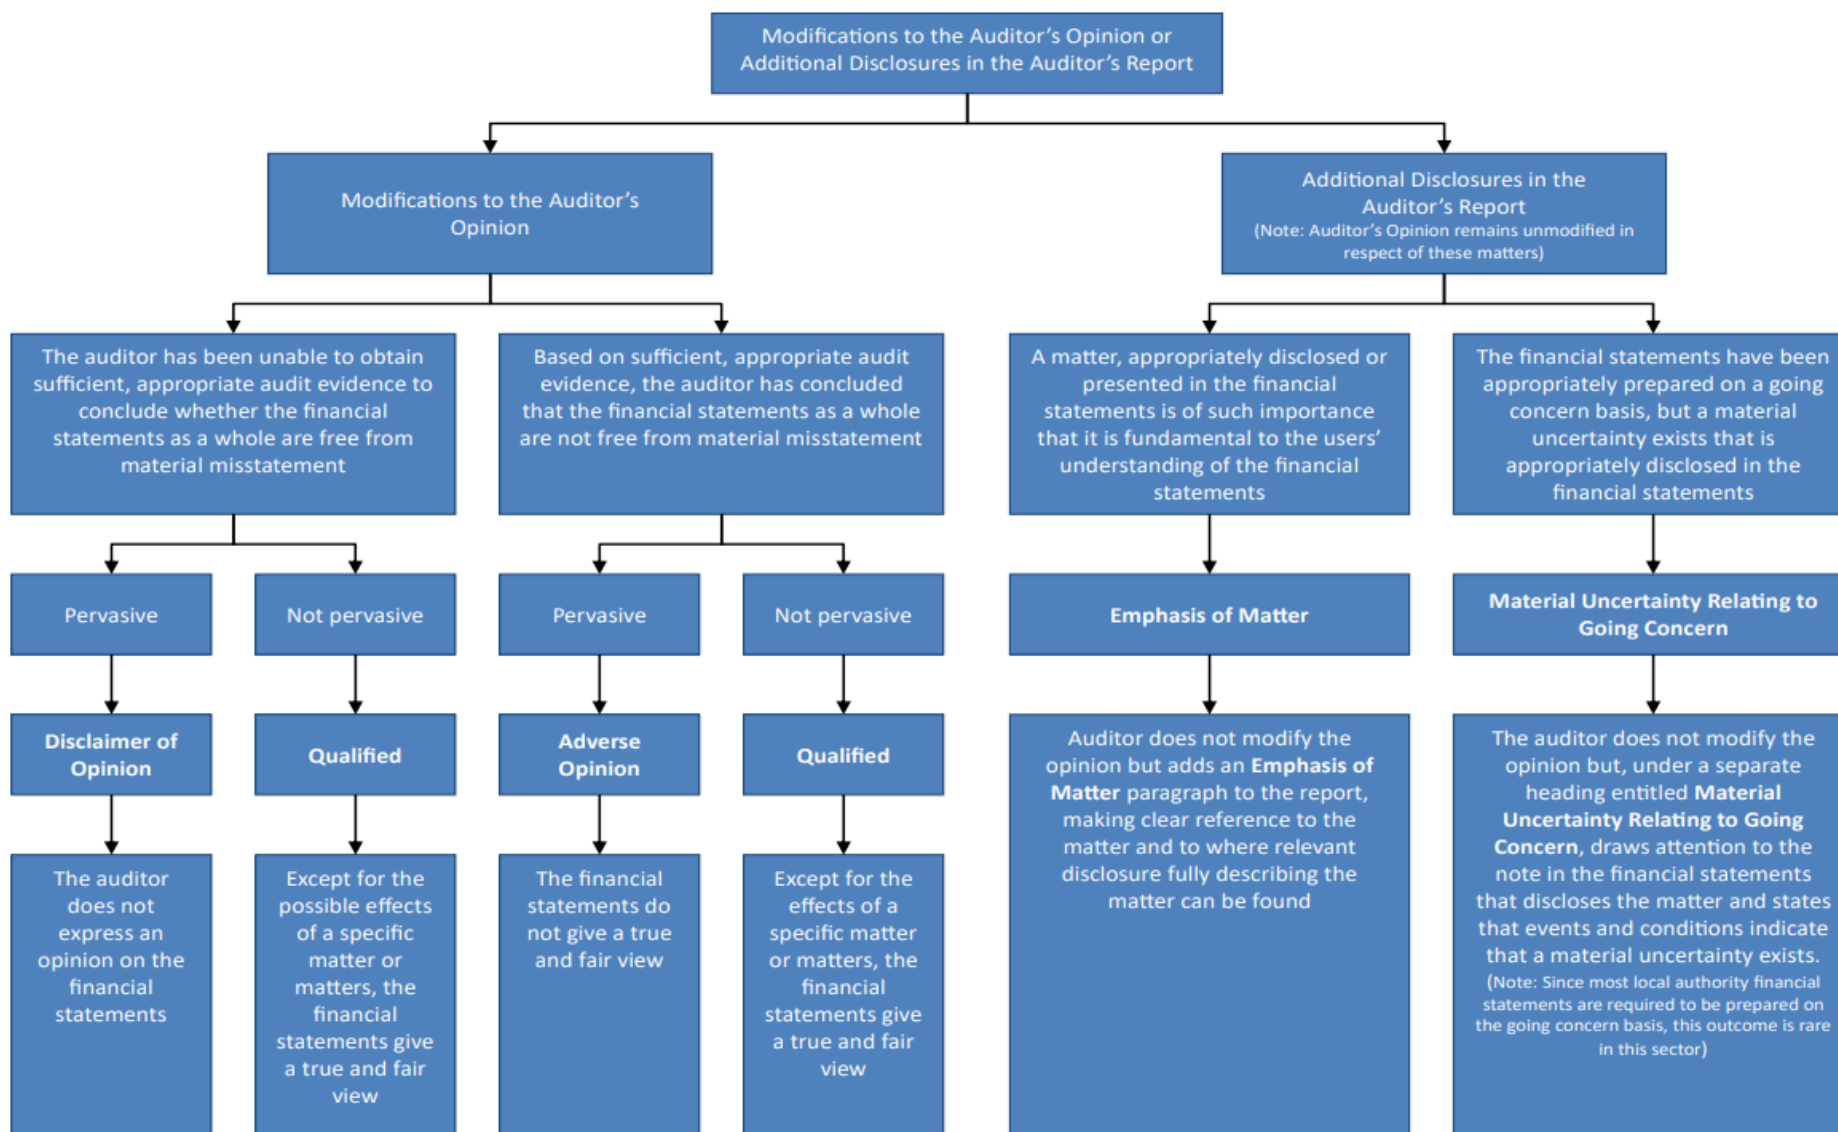 Modifications to the Auditor's Opinion or
Additional Disclosures in the Auditor's Report
Modifications to the Auditor's
Opinion
Additional Disclosures in the
Auditor's Report
(Note: Auditor's Opinion remains unmodified in
respect of these matters)
The auditor has been unable to obtain
sufficient, appropriate audit evidence to
conclude whether the financial
statements as a whole are free from
material misstatement
Based on sufficient, appropriate audit
evidence, the auditor has concluded
that the financial statements as a whole
are not free from material misstatement
A matter, appropriately disclosed or
presented in the financial
statements is of such importance
that it is fundamental to the users'
understanding of the financial
statements
The financial statements have been
appropriately prepared on a going
concern basis, but a material
uncertainty exists that is
appropriately disclosed in the
financial statements
Pervasive
Not pervasive
Pervasive
Not pervasive
Emphasis of Matter
Material Uncertainty Relating to
Going Concern
Disclaimer of
Opinion
Qualified
Adverse
Opinion
Qualified
The auditor
does not
express an
opinion on the
financial
statements
Except for the
possible effects
of a specific
matter or
matters, the
financial
statements give
a true and fair
view
The financial
statements do
not give a true
and fair view
Except for the
effects of a
specific matter
or matters, the
financial
statements give
a true and fair
view
Auditor does not modify the
opinion but adds an Emphasis of
Matter paragraph to the report,
making clear reference to the
matter and to where relevant
disclosure fully describing the
matter can be found
The auditor does not modify the
opinion but, under a separate
heading entitled Material
Uncertainty Relating to Going
Concern, draws attention to the
note in the financial statements
that discloses the matter and states
that events and conditions indicate
that a material uncertainty exists.
(Note: Since most local authority financial
statements are required to be prepared on
the going concern basis, this outcome is rare
in this sector)